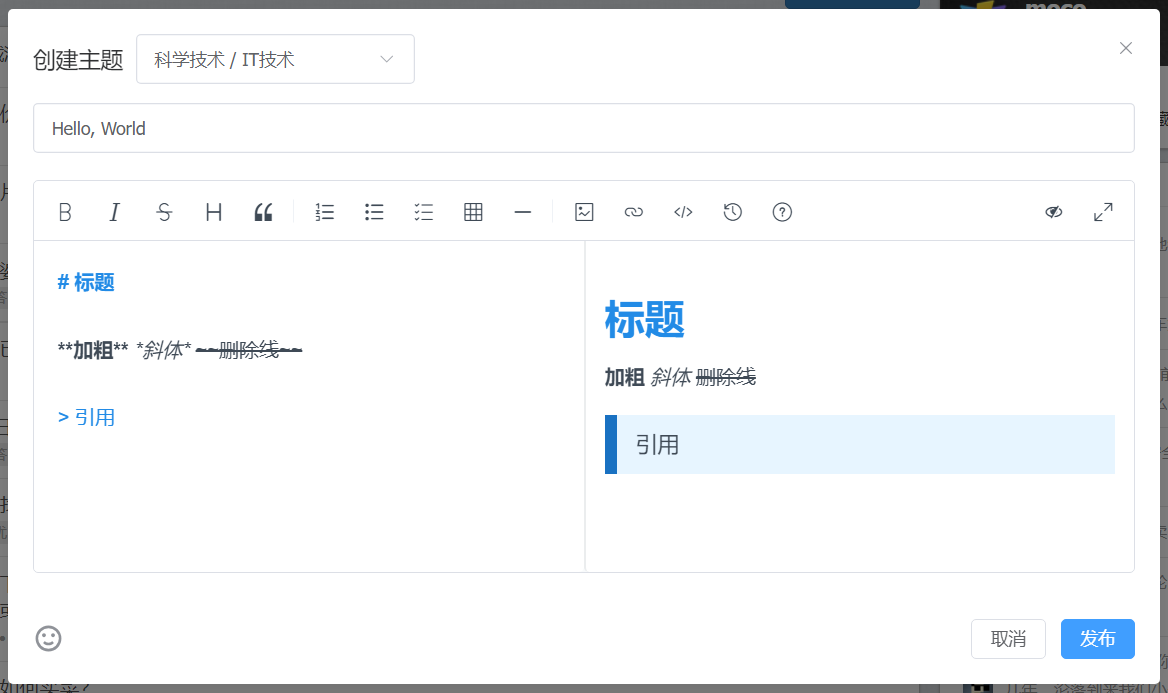 创建主题
科学技术 / IT技术
Hello, World
# 标题
**加粗** *斜体* ~~删除线~~
> 引用
标题
加粗 斜体 删除线
引用
取消
发布